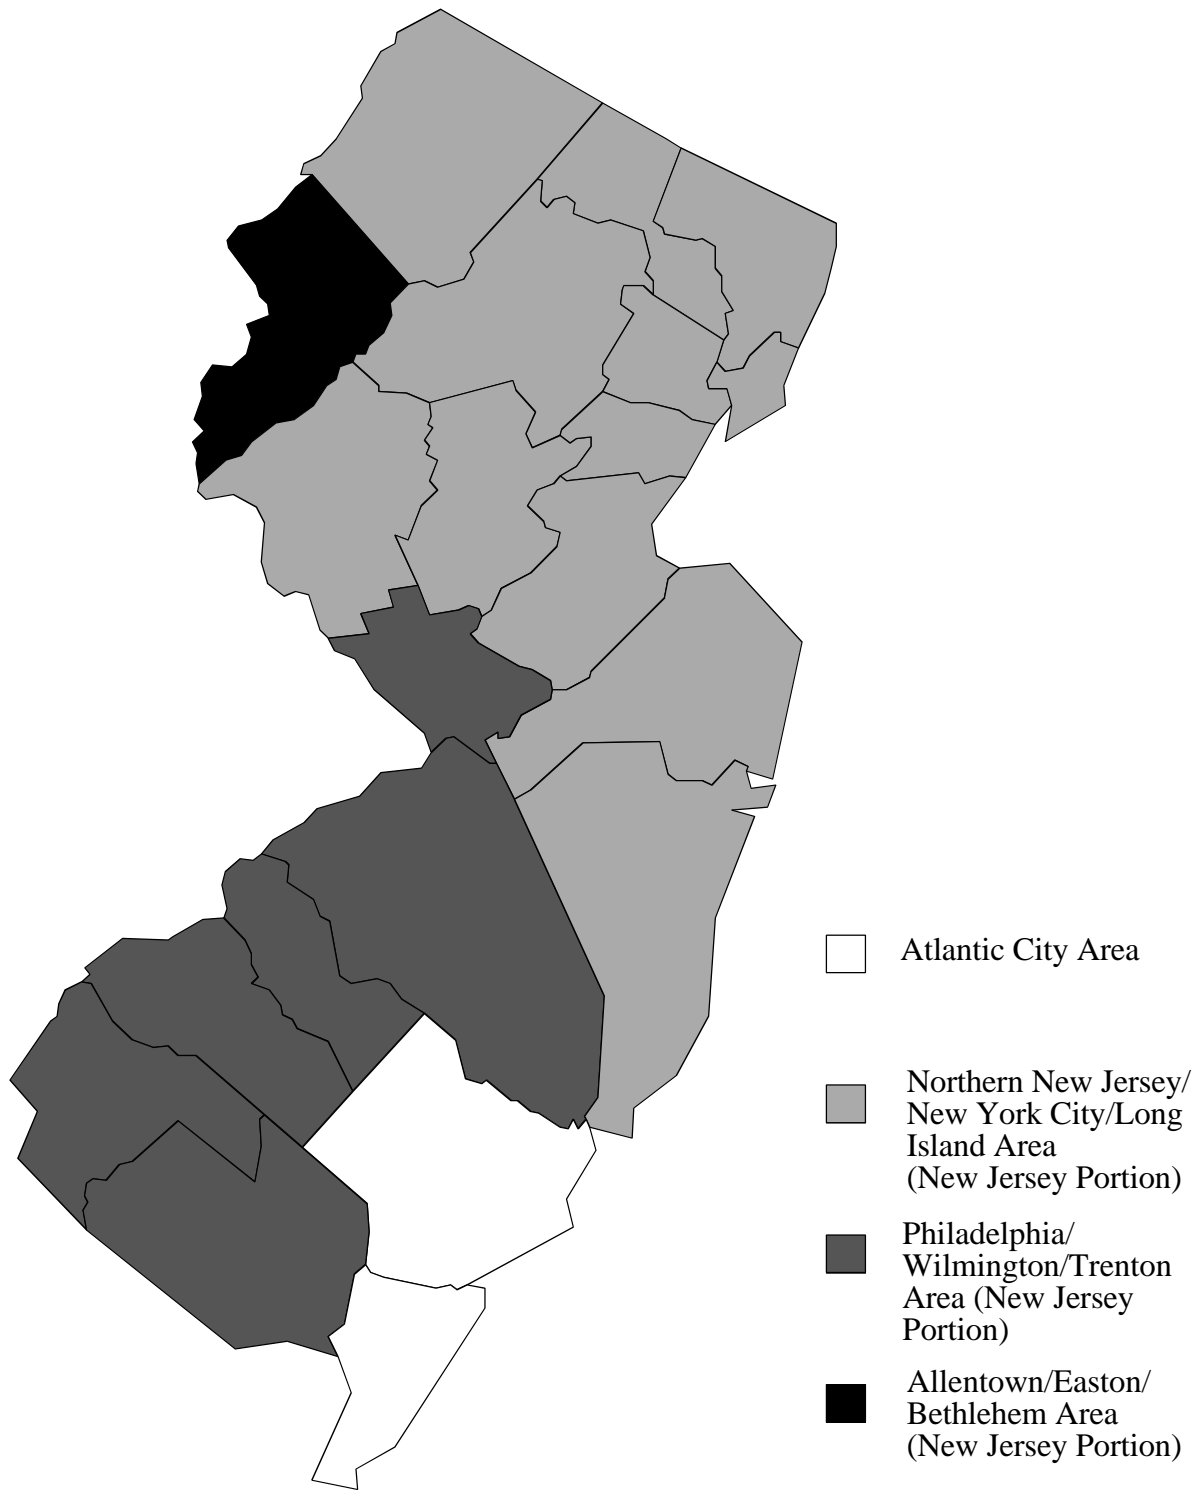 Atlantic City Area
Northern New Jersey/
New York City/Long
Island Area
(New Jersey Portion)
Philadelphia/
Wilmington/Trenton
Area (New Jersey
Portion)
Allentown/Easton/
Bethlehem Area
(New Jersey Portion)